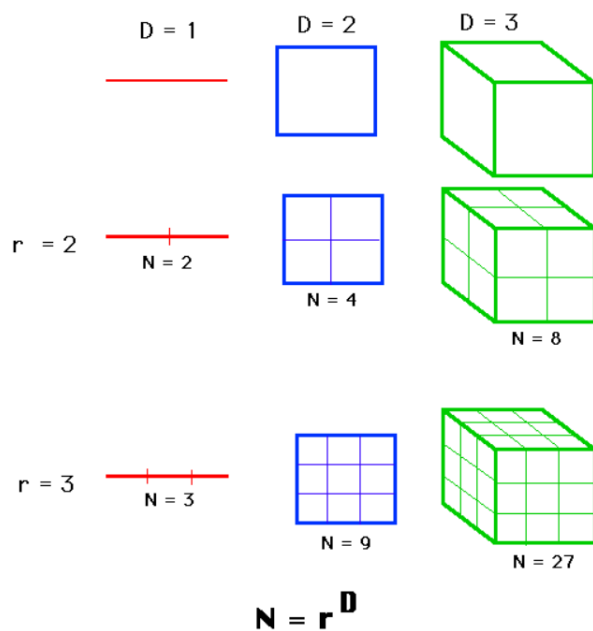 D = 1 D = 2 D = 3
r = 2
N = 2
N = 4
N = 8
r = 3
N = 3
N = 9
N = 27
N = r^D